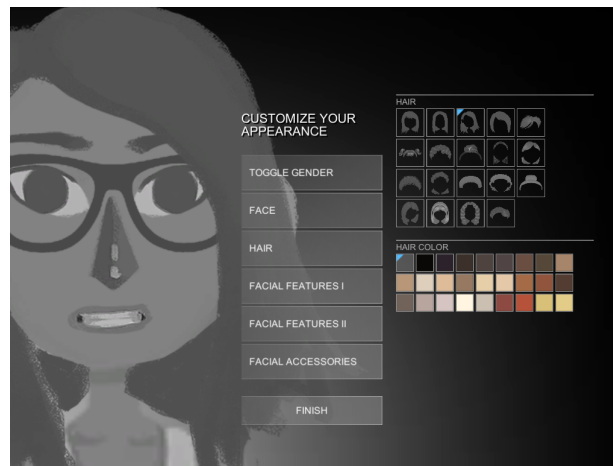 CUSTOMIZE YOUR
APPEARANCE
TOGGLE GENDER
FACE
HAIR
FACIAL FEATURES I
FACIAL FEATURES II
FACIAL ACCESSORIES
FINISH
HAIR
HAIR COLOR